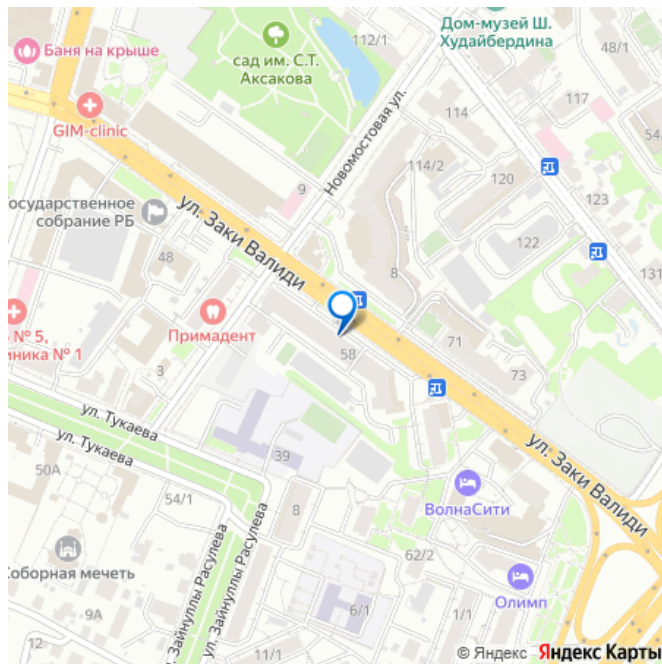 Дом-музей Ш.
Худайбердина
Баня на крыше
112/1
48/1
сад им. С.Т.
Аксакова
117
54
114
GIM-clinic
Новомостовая ул.
114/2
120
123
9
осударственное
собрание РБ
ул. Заки Валиди
122
48
8
131
Примадент
№ 5,
иника № 1
58
71
73
3
ул. Тукаева
ул. Тукаева
39
ул. Заки Валиди
50А
54/1
8
ВолнаСити
ул. Зайнуллы Расулева
ул. Зайнуллы Расулева
62/2
Соборная мечеть
Олимп
9А
6/1
1/1
12
11/1
© Яндекс Яндекс Карты